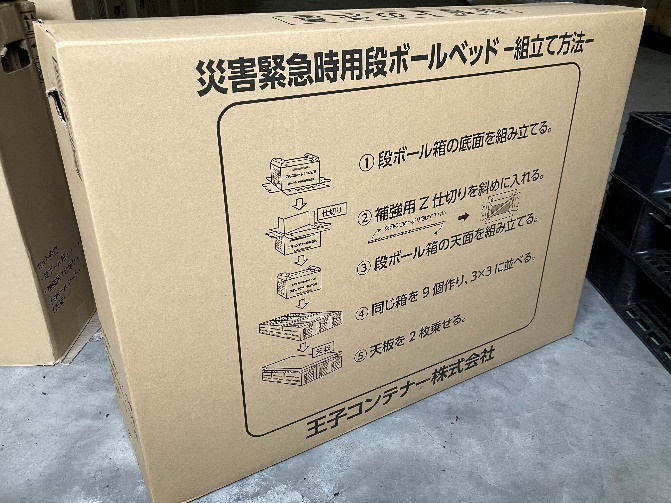 災害緊急時用段ボールベッド－組立て方法－
①段ボール箱の底面を組み立てる。
仕切り
②補強用Z仕切りを斜めに入れる。
③段ボール箱の天面を組み立てる。
④同じ箱を9個作り、3×3に並べる。
天板
⑤天板を2枚乗せる。
王子コンテナー株式会社